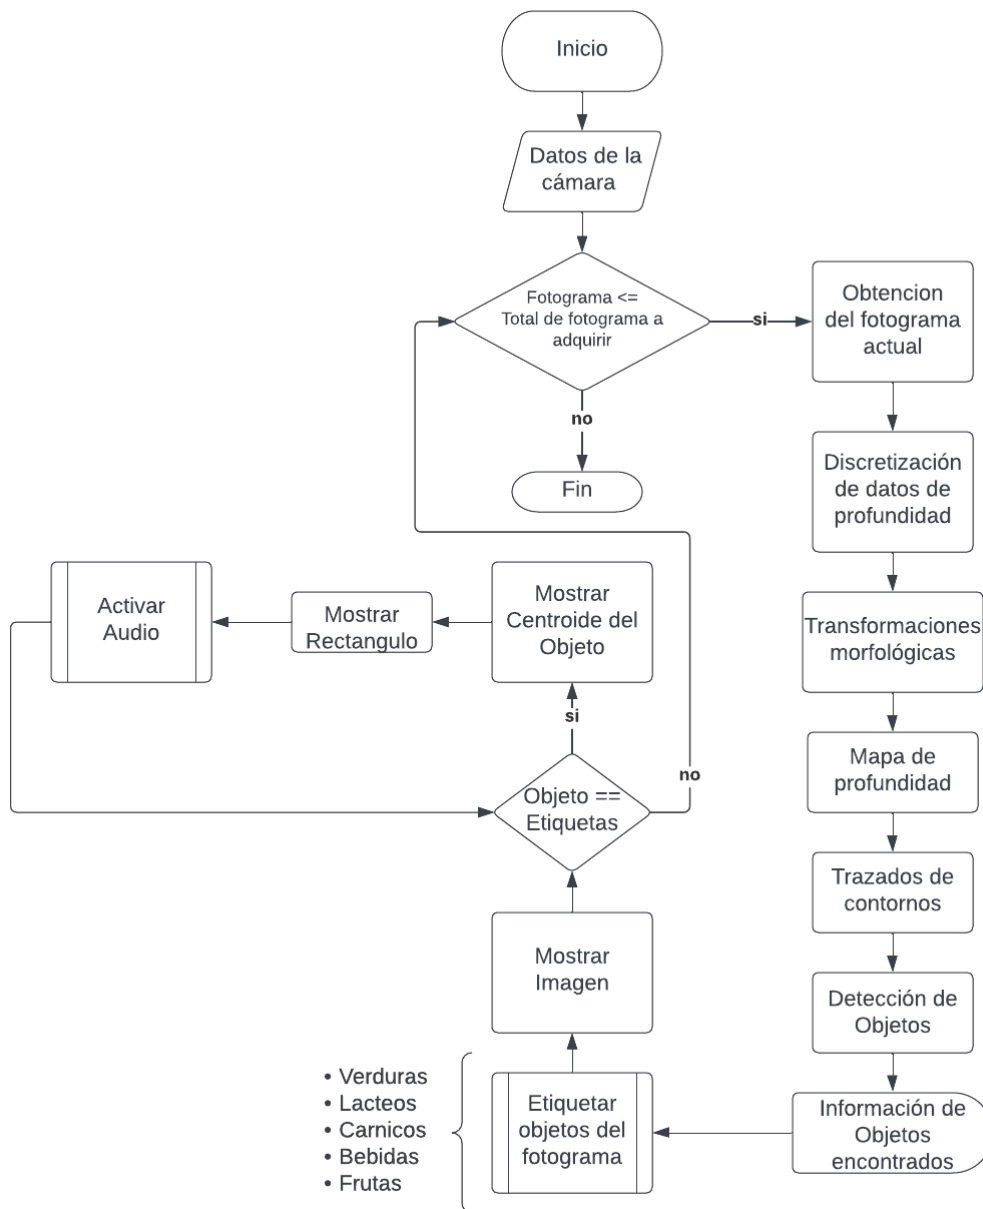 Inicio
Datos de la
cámara
Fotograma <=
Total de fotograma a
adquirir
si
Obtencion
del fotograma
actual
no
Fin
Discretización
de datos de
profundidad
Transformaciones
morfológicas
Mapa de
profundidad
Trazados de
contornos
Detección de
Objetos
Información de
Objetos
encontrados
Etiquetar
objetos del
fotograma
• Verduras
• Lacteos
• Carnicos
• Bebidas
• Frutas
Mostrar
Imagen
Objeto ==
Etiquetas
no
si
Mostrar
Centroide del
Objeto
Mostrar
Rectangulo
Activar
Audio